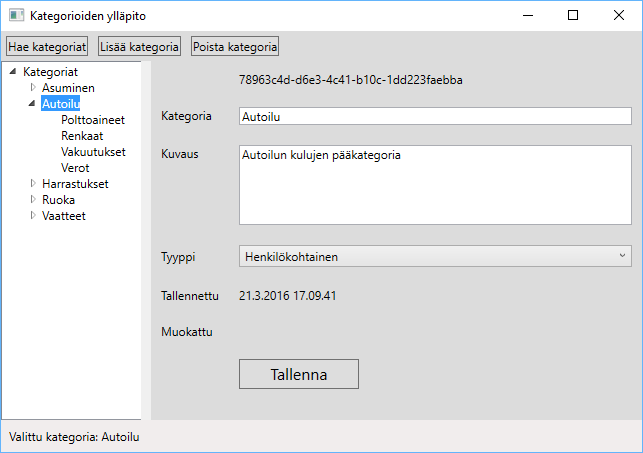 Kategorioiden ylläpito
Hae kategoriat
Lisää kategoria
Poista kategoria
Kategoriat
Asuminen
Autoilu
Polttoaineet
Renkaat
Vakuutukset
Verot
Harrastukset
Ruoka
Vaatteet
78963c4d-d6e3-4c41-b10c-1dd223faebba
Kategoria Autoilu
Kuvaus Autoilun kulujen pääkategoria
Tyyppi Henkilökohtainen
Tallennettu 21.3.2016 17.09.41
Muokattu
Tallenna
Valittu kategoria: Autoilu